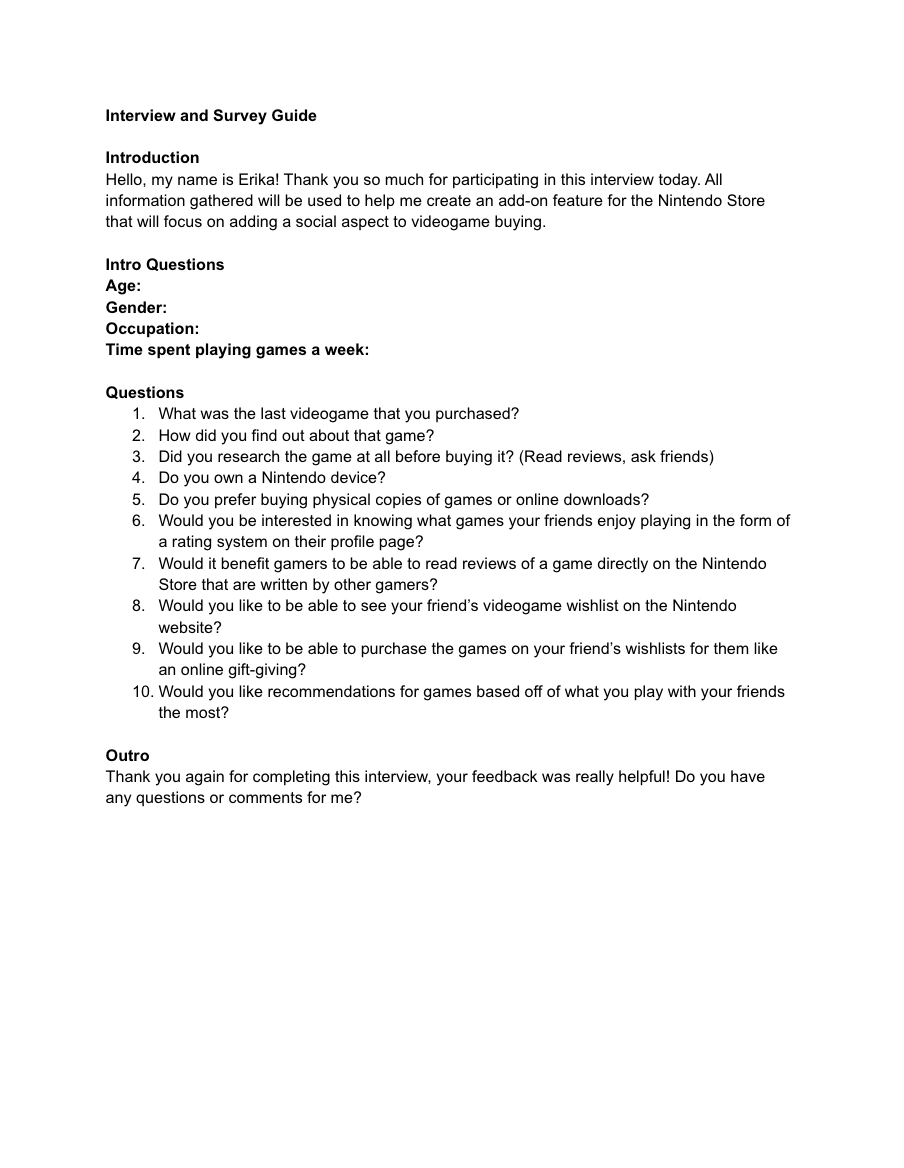 Interview and Survey Guide
Introduction
Hello, my name is Erika! Thank you so much for participating in this interview today. All
information gathered will be used to help me create an add-on feature for the Nintendo Store
that will focus on adding a social aspect to videogame buying.
Intro Questions
Age:
Gender:
Occupation:
Time spent playing games a week:
Questions
1. What was the last videogame that you purchased?
2. How did you find out about that game?
3. Did you research the game at all before buying it? (Read reviews, ask friends)
4. Do you own a Nintendo device?
5. Do you prefer buying physical copies of games or online downloads?
6. Would you be interested in knowing what games your friends enjoy playing in the form of
a rating system on their profile page?
7. Would it benefit gamers to be able to read reviews of a game directly on the Nintendo
Store that are written by other gamers?
8. Would you like to be able to see your friend’s videogame wishlist on the Nintendo
website?
9. Would you like to be able to purchase the games on your friend’s wishlists for them like
an online gift-giving?
10. Would you like recommendations for games based off of what you play with your friends
the most?
Outro
Thank you again for completing this interview, your feedback was really helpful! Do you have
any questions or comments for me?